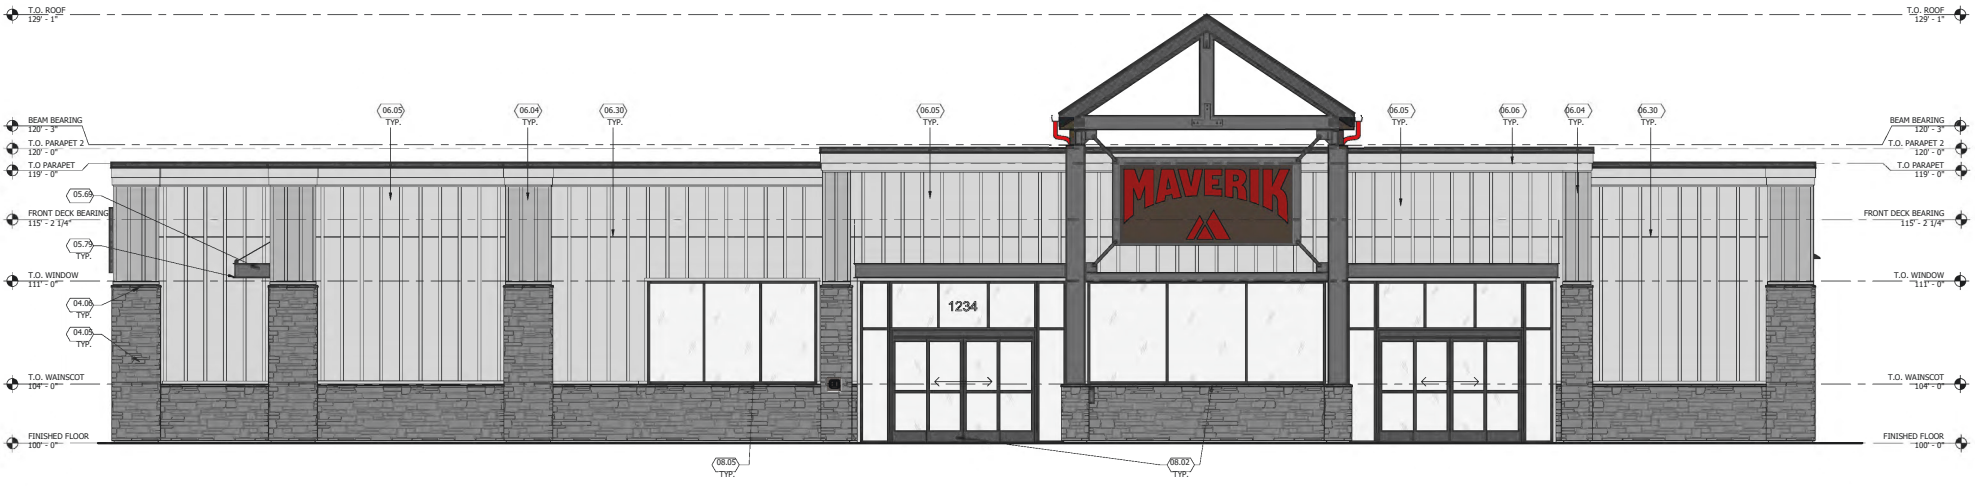 T.O. ROOF
129' - 1"
T.O. ROOF
129' - 1"
06.05
TYP.
06.04
TYP.
06.30
TYP.
06.05
TYP.
06.05
TYP.
06.06
TYP.
06.04
TYP.
06.30
TYP.
BEAM BEARING
120' - 3"
BEAM BEARING
120' - 3"
T.O. PARAPET 2
120' - 0"
T.O. PARAPET 2
120' - 0"
T.O PARAPET
119' - 0"
T.O PARAPET
119' - 0"
MAVERIK
05.69
FRONT DECK BEARING
115' - 2 1/4"
FRONT DECK BEARING
115' - 2 1/4"
05.79
TYP.
T.O. WINDOW
111' - 0"
T.O. WINDOW
111' - 0"
04.06
TYP.
1234
04.05
TYP.
T.O. WAINSCOT
104' - 0"
T.O. WAINSCOT
104' - 0"
FINISHED FLOOR
100' - 0"
FINISHED FLOOR
100' - 0"
08.05
TYP.
08.02
TYP.